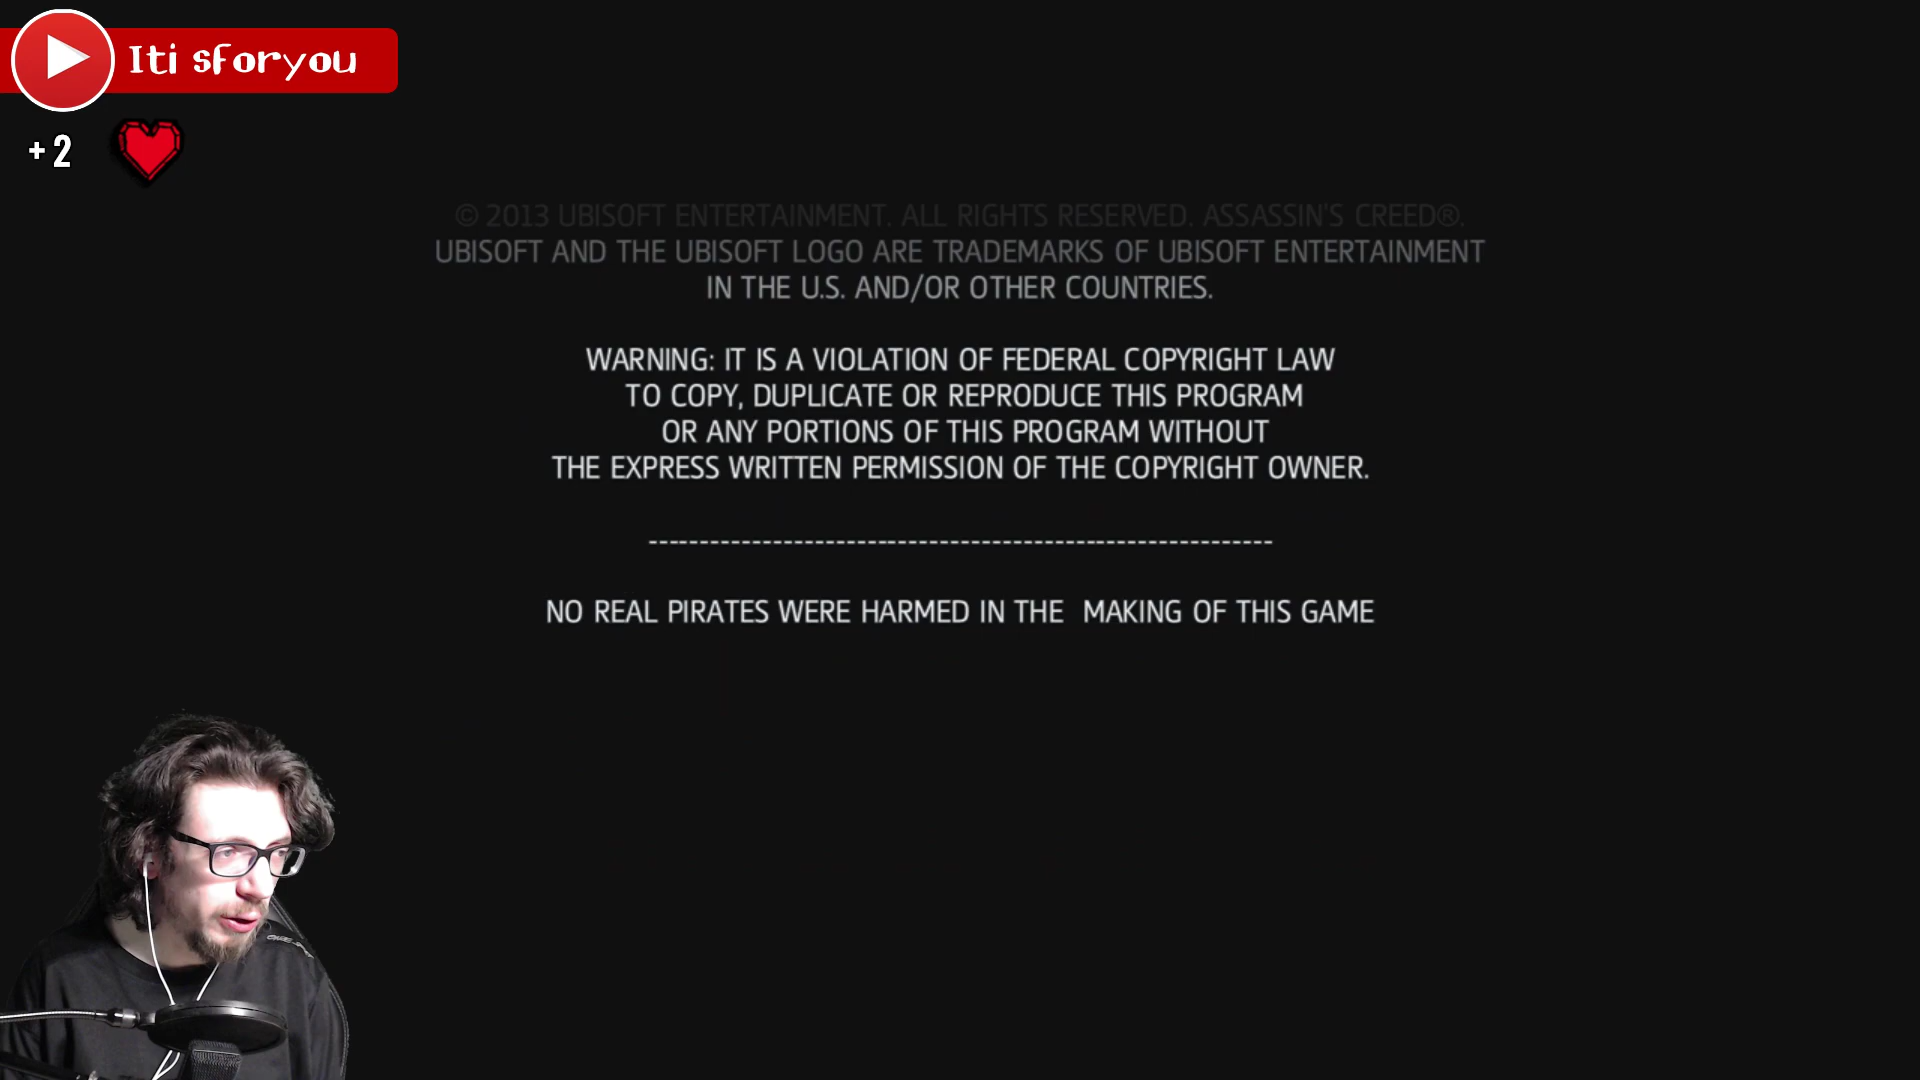 Iti sforyou
+2
© 2013 UBISOFT ENTERTAINMENT. ALL RIGHTS RESERVED. ASSASSIN'S CREED®.
UBISOFT AND THE UBISOFT LOGO ARE TRADEMARKS OF UBISOFT ENTERTAINMENT
IN THE U.S. AND/OR OTHER COUNTRIES.
WARNING: IT IS A VIOLATION OF FEDERAL COPYRIGHT LAW
TO COPY, DUPLICATE OR REPRODUCE THIS PROGRAM
OR ANY PORTIONS OF THIS PROGRAM WITHOUT
THE EXPRESS WRITTEN PERMISSION OF THE COPYRIGHT OWNER.
------------------------------------------------------------
NO REAL PIRATES WERE HARMED IN THE  MAKING OF THIS GAME